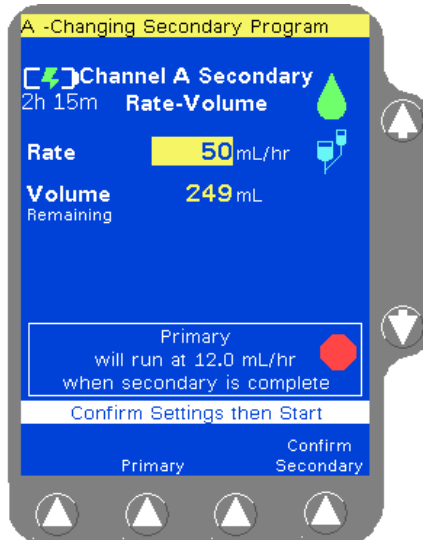 A -Changing Secondary Program
Channel A Secondary
2h 15m Rate-Volume
Rate 50 mL/hr
Volume 249 mL
Remaining
Primary
will run at 12.0 mL/hr
when secondary is complete
Confirm Settings then Start
Confirm
Primary Secondary